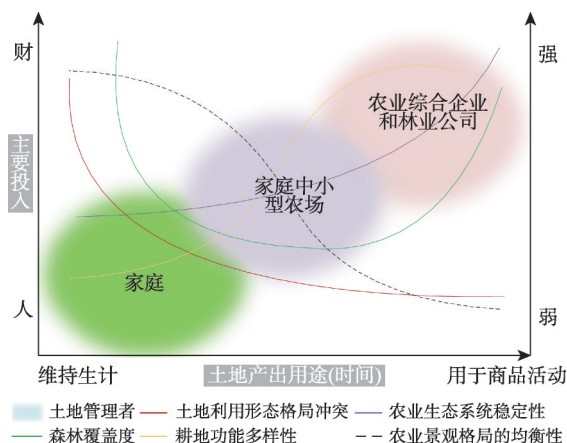 财
强
农业综合企业
和林业公司
主要投入
家庭中小
型农场
家庭
人
弱
维持生计
土地产出用途(时间)
用于商品活动
土地管理者 土地利用形态格局冲突 农业生态系统稳定性
森林覆盖度 耕地功能多样性 农业景观格局的均衡性